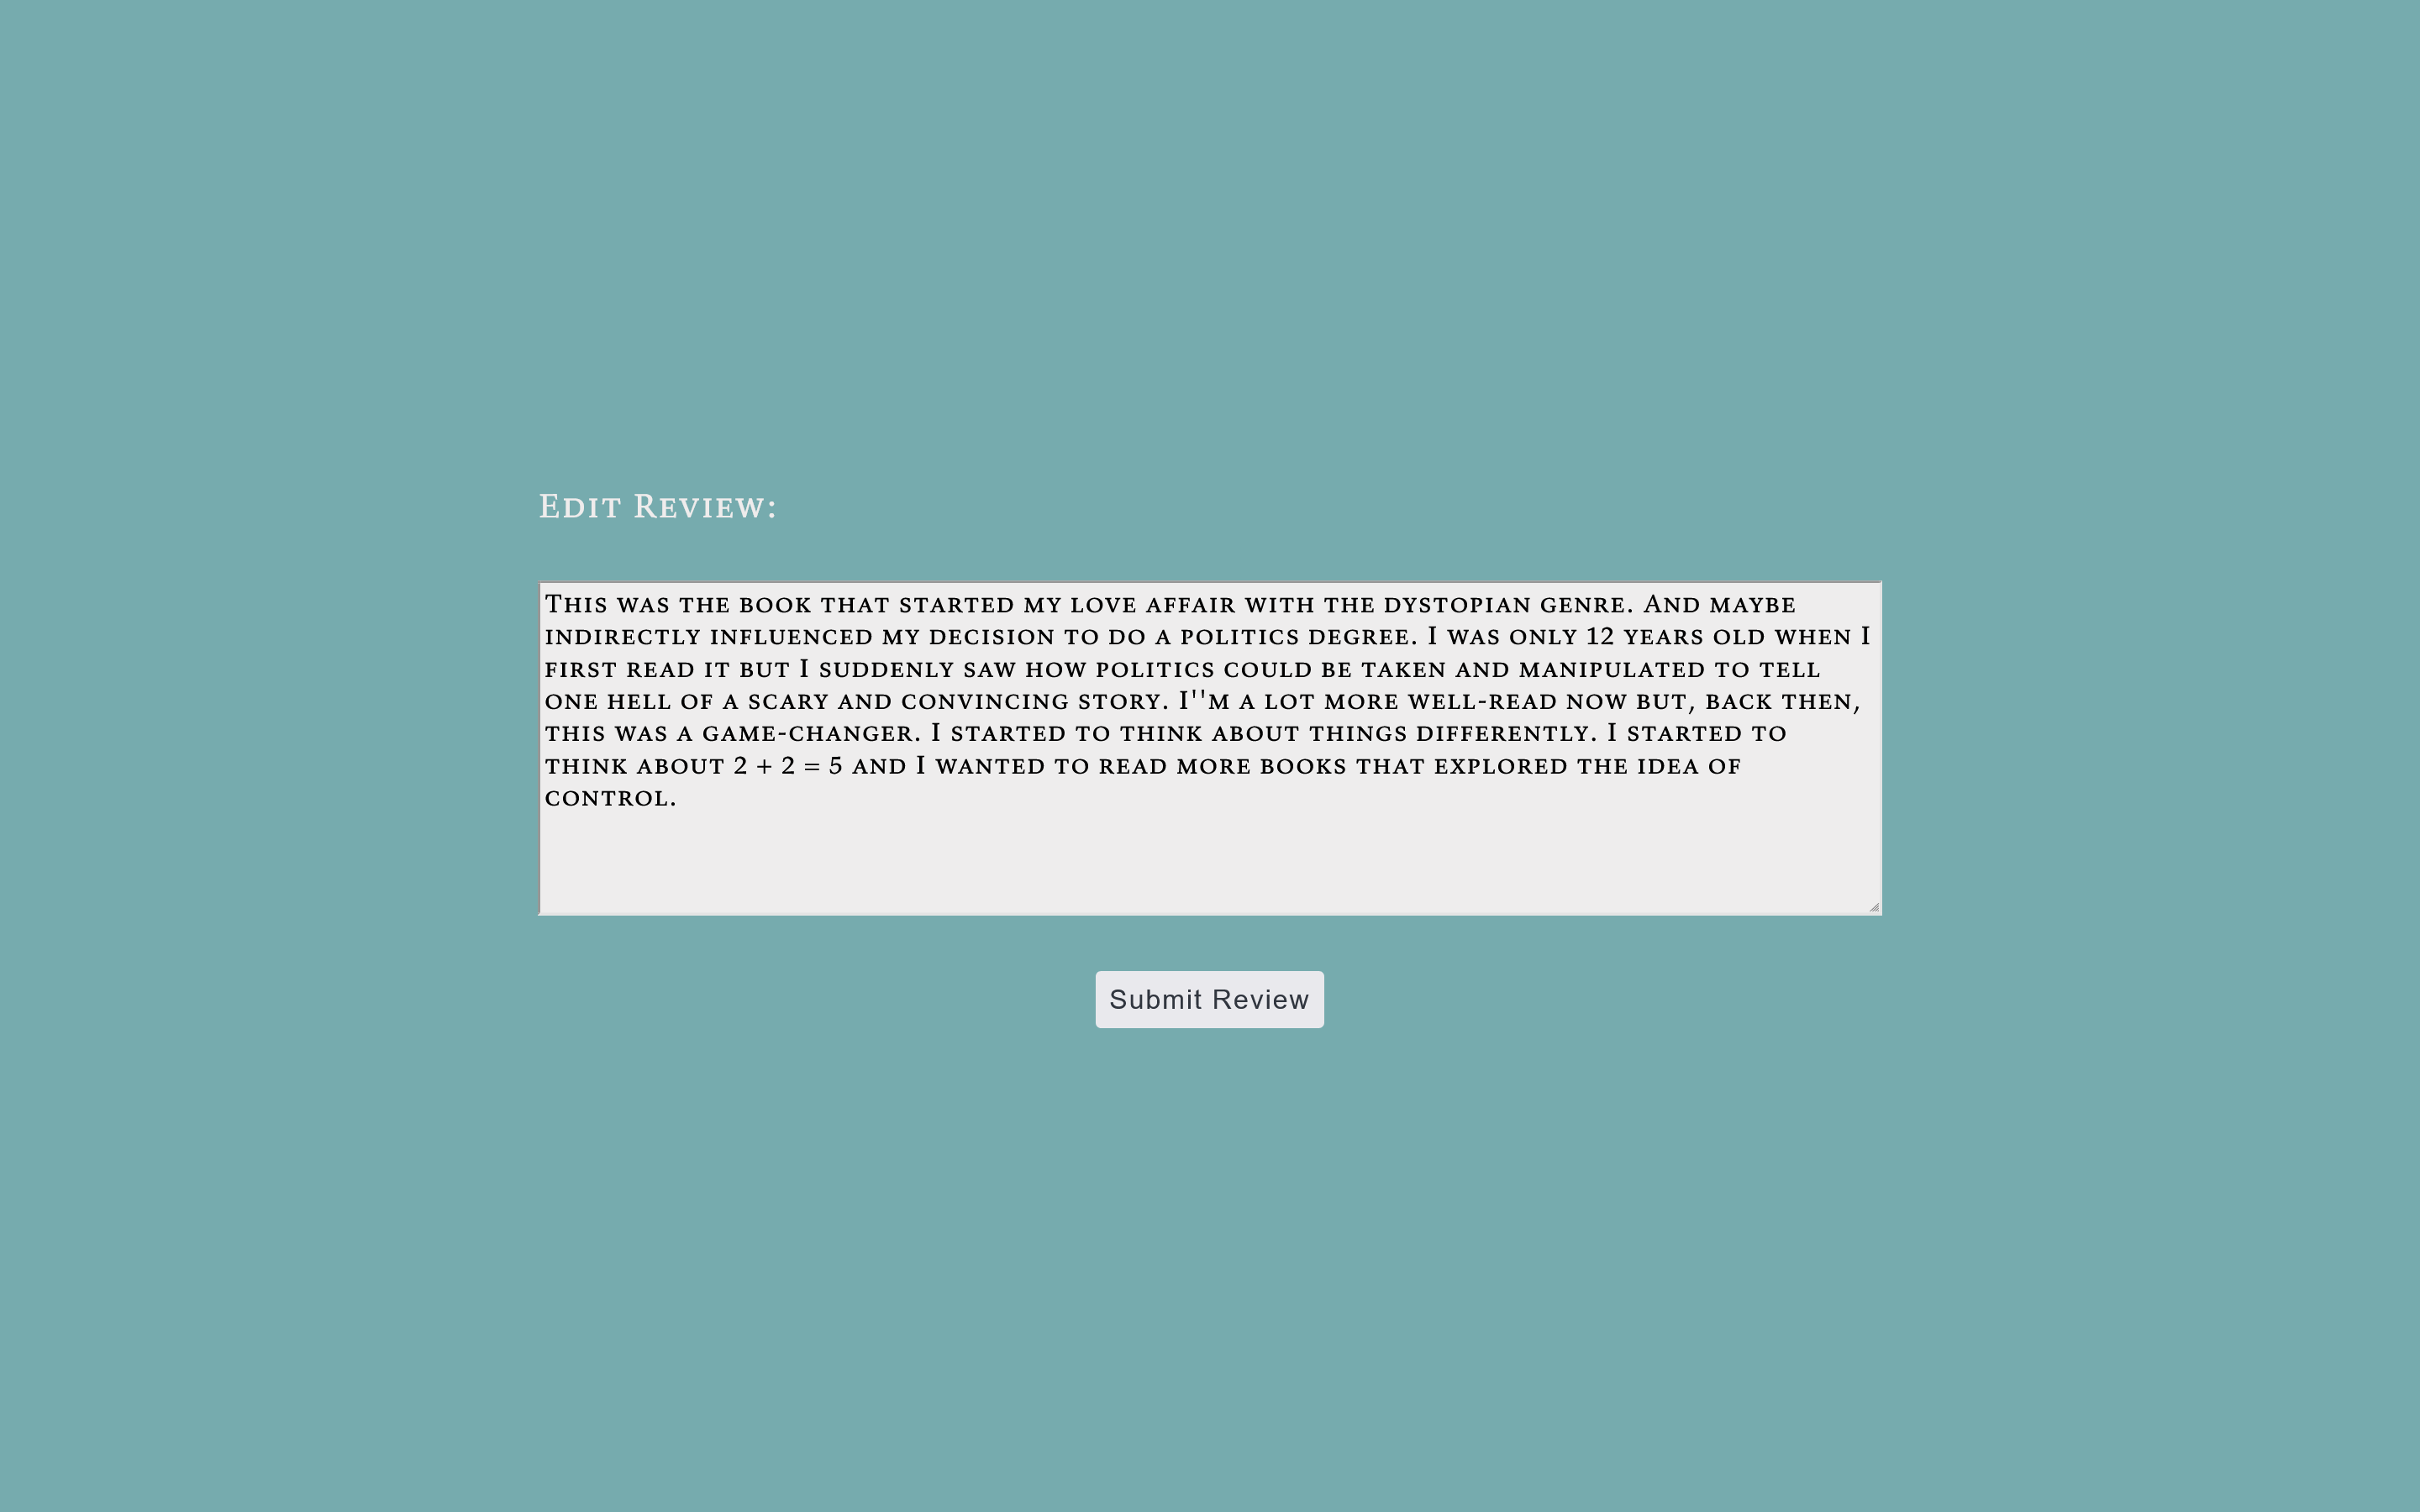 Edit Review:
This was the book that started my love affair with the dystopian genre. And maybe
indirectly influenced my decision to do a politics degree. I was only 12 years old when I
first read it but I suddenly saw how politics could be taken and manipulated to tell
one hell of a scary and convincing story. I''m a lot more well-read now but, back then,
this was a game-changer. I started to think about things differently. I started to
think about 2 + 2 = 5 and I wanted to read more books that explored the idea of
control.
Submit Review